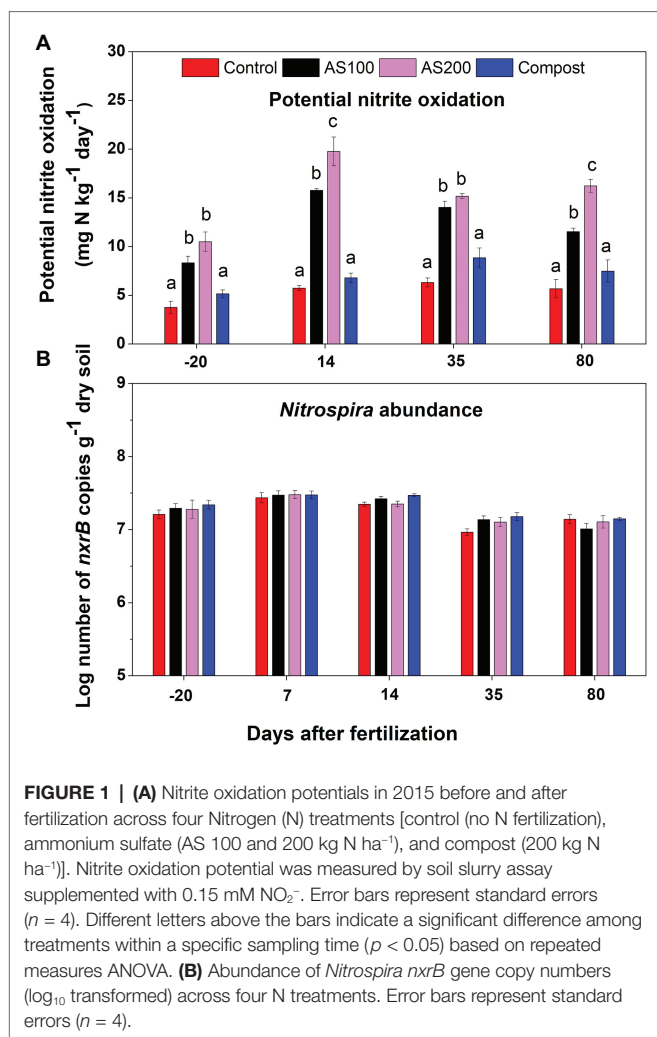 A
Control AS100 AS200 Compost
Potential nitrite oxidation
Potential nitrite oxidation
(mg N kg⁻¹ day⁻¹)
30
25
20
15
10
5
0
a b b a
a b c a
a b b a
a b c a
-20 14 35 80
B
Nitrospira abundance
Log number of nxrB copies g⁻¹ dry soil
9
8
7
6
5
-20 7 14 35 80
Days after fertilization
FIGURE 1 | (A) Nitrite oxidation potentials in 2015 before and after
fertilization across four Nitrogen (N) treatments [control (no N fertilization),
ammonium sulfate (AS 100 and 200 kg N ha⁻¹), and compost (200 kg N
ha⁻¹)]. Nitrite oxidation potential was measured by soil slurry assay
supplemented with 0.15 mM NO₂⁻. Error bars represent standard errors
(n = 4). Different letters above the bars indicate a significant difference among
treatments within a specific sampling time (p < 0.05) based on repeated
measures ANOVA. (B) Abundance of Nitrospira nxrB gene copy numbers
(log₁₀ transformed) across four N treatments. Error bars represent standard
errors (n = 4).